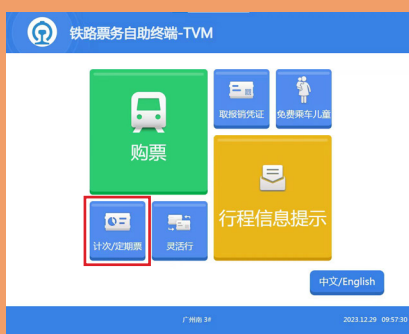 铁路票务自助终端-TVM
购票
取报销凭证
免费乘车儿童
计次/定期票
灵活行
行程信息提示
中文/English
广州南 3#
2023.12.29 09:57:30